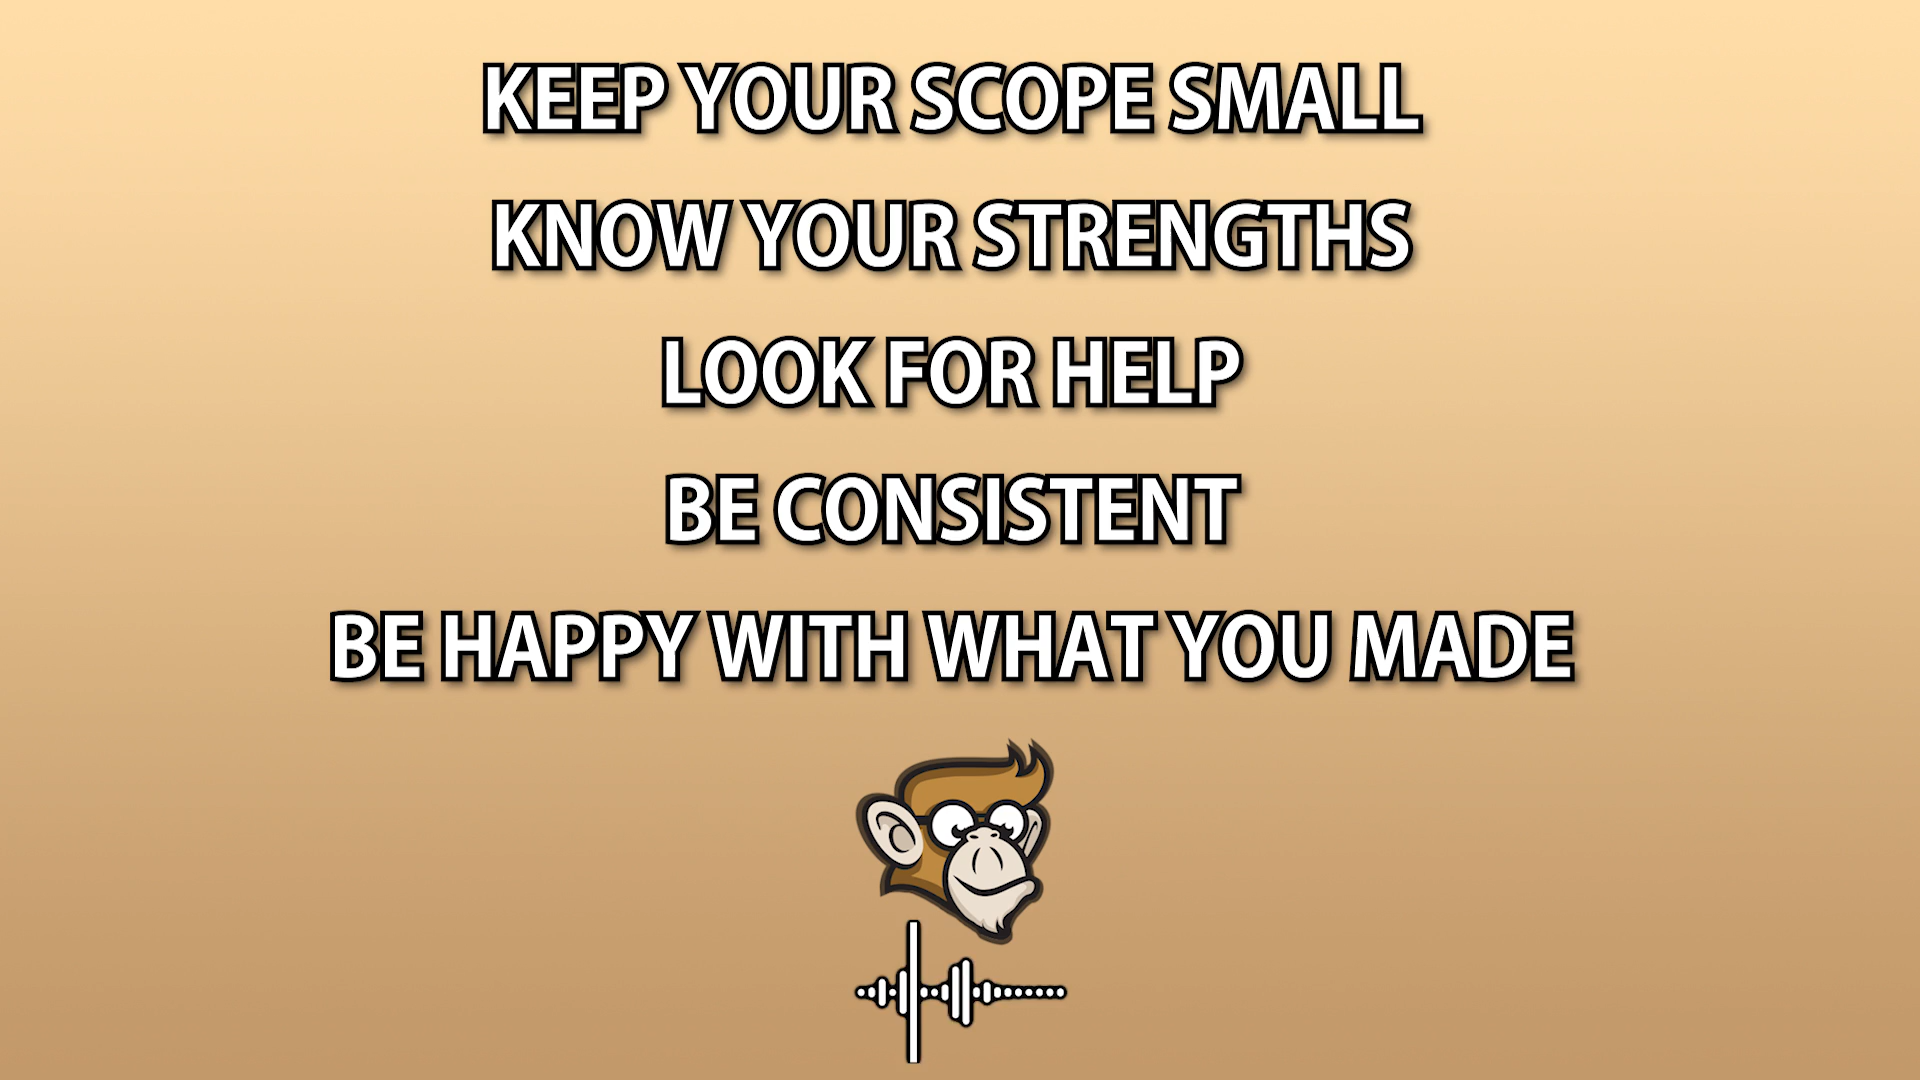 KEEP YOUR SCOPE SMALL
KNOW YOUR STRENGTHS
LOOK FOR HELP
BE CONSISTENT
BE HAPPY WITH WHAT YOU MADE